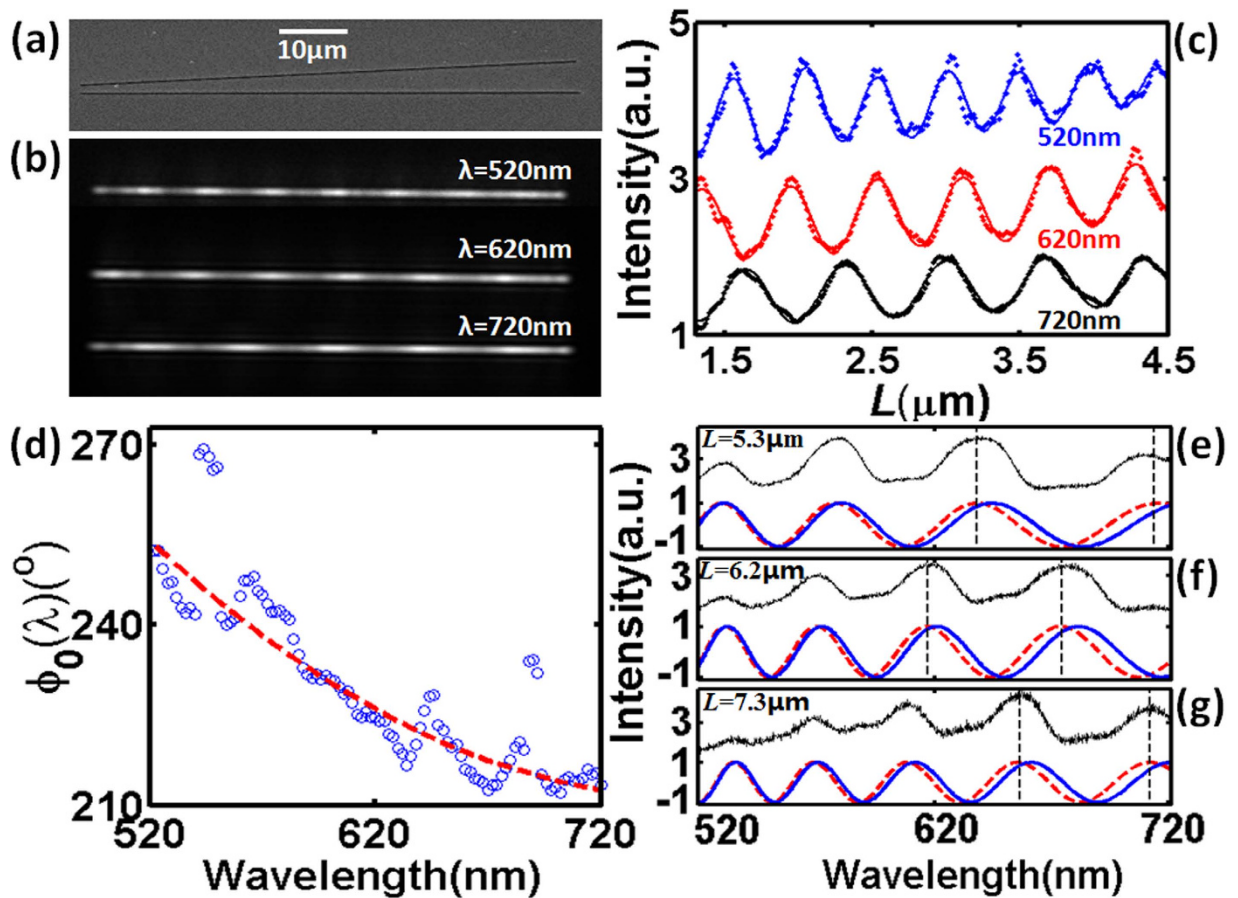 (a)
10μm
(b)
λ=520nm
λ=620nm
λ=720nm
(c)
Intensity(a.u.)
5
3
1
520nm
620nm
720nm
1.5 2.5 3.5 4.5
L(μm)
(d)
ϕ0(λ)(°)
270
240
210
520 620 720
Wavelength(nm)
Intensity(a.u.)
(e)
L=5.3μm
3
1
-1
(f)
L=6.2μm
3
1
-1
(g)
L=7.3μm
3
1
-1
520 620 720
Wavelength(nm)